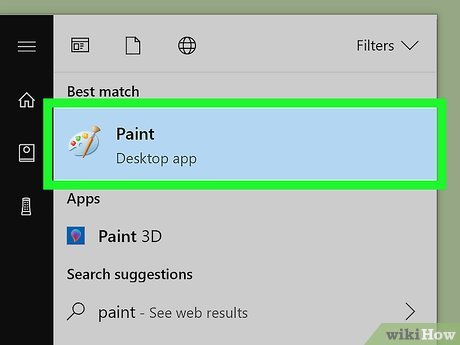 Filters
Best match
Paint
Desktop app
Apps
Paint 3D
Search suggestions
paint - See web results
wikiHow